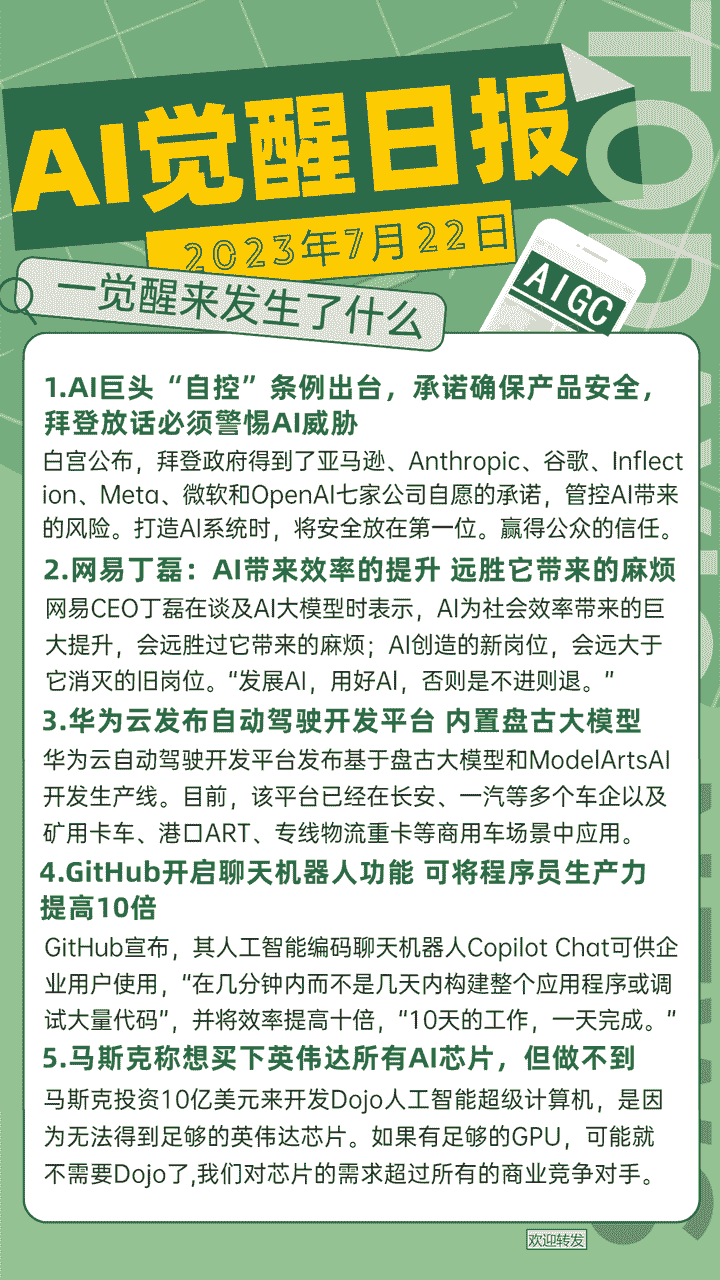 AI觉醒日报
2023年7月22日
一觉醒来发生了什么
AIGC
1.AI巨头“自控”条例出台，承诺确保产品安全，
拜登放话必须警惕AI威胁
白宫公布，拜登政府得到了亚马逊、Anthropic、谷歌、Inflect
ion、Meta、微软和OpenAI七家公司自愿的承诺，管控AI带来
的风险。打造AI系统时，将安全放在第一位。赢得公众的信任。
2.网易丁磊：AI带来效率的提升 远胜它带来的麻烦
网易CEO丁磊在谈及AI大模型时表示，AI为社会效率带来的巨
大提升，会远胜过它带来的麻烦；AI创造的新岗位，会远大于
它消灭的旧岗位。“发展AI，用好AI，否则是不进则退。”
3.华为云发布自动驾驶开发平台 内置盘古大模型
华为云自动驾驶开发平台发布基于盘古大模型和ModelArtsAI
开发生产线。目前，该平台已经在长安、一汽等多个车企以及
矿用卡车、港口ART、专线物流重卡等商用车场景中应用。
4.GitHub开启聊天机器人功能 可将程序员生产力
提高10倍
GitHub宣布，其人工智能编码聊天机器人Copilot Chat可供企
业用户使用，“在几分钟内而不是几天内构建整个应用程序或调
试大量代码”，并将效率提高十倍，“10天的工作，一天完成。”
5.马斯克称想买下英伟达所有AI芯片，但做不到
马斯克投资10亿美元来开发Dojo人工智能超级计算机，是因
为无法得到足够的英伟达芯片。如果有足够的GPU，可能就
不需要Dojo了,我们对芯片的需求超过所有的商业竞争对手。
欢迎转发